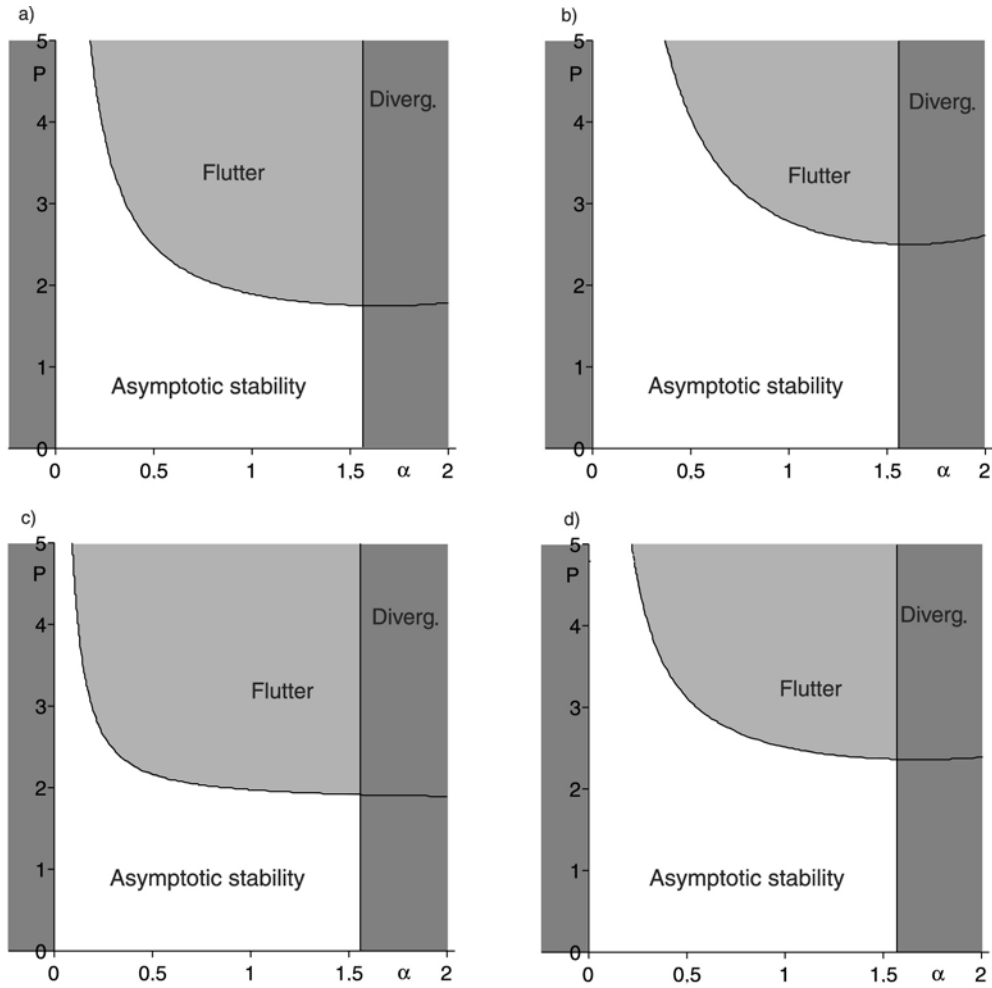 a)
5
P
4
3
2
1
0
Diverg.
Flutter
Asymptotic stability
0 0.5 1 1.5 α 2
b)
5
P
4
3
2
1
0
Diverg.
Flutter
Asymptotic stability
0 0.5 1 1.5 α 2
c)
5
P
4
3
2
1
0
Diverg.
Flutter
Asymptotic stability
0 0.5 1 1.5 α 2
d)
5
P
4
3
2
1
0
Diverg.
Flutter
Asymptotic stability
0 0.5 1 1.5 α 2